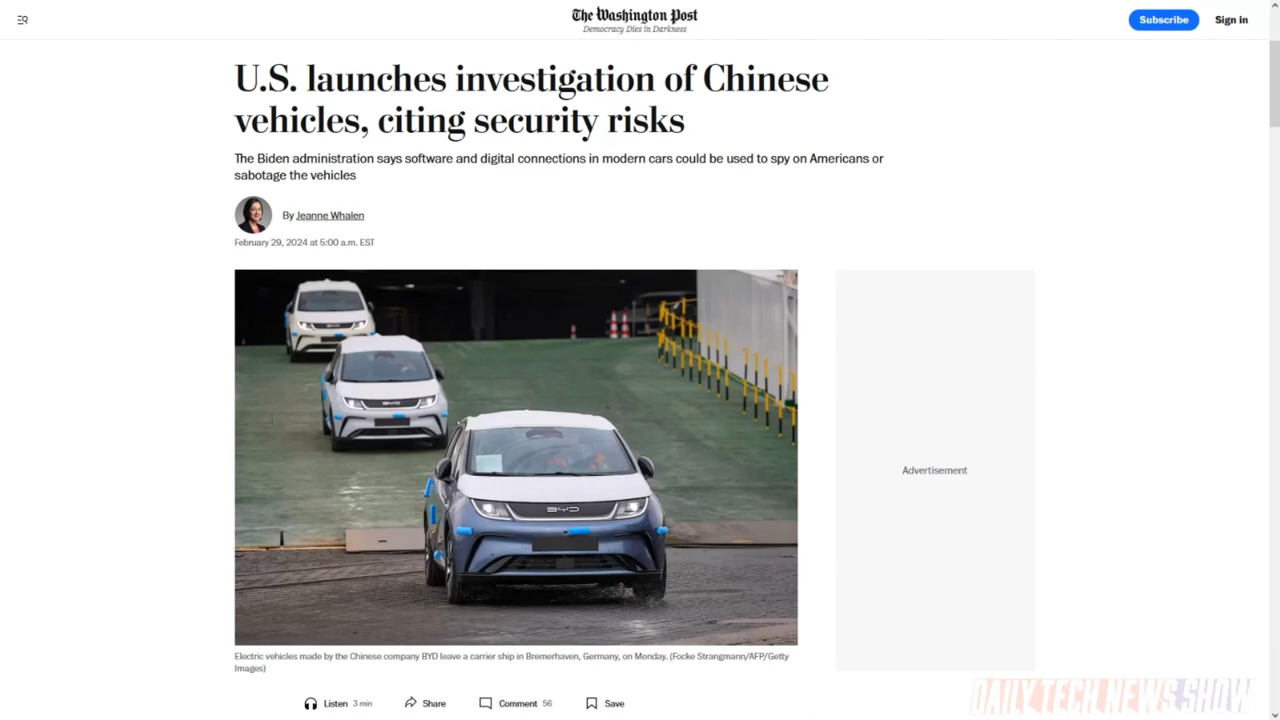 The Washington Post
Democracy Dies in Darkness
Subscribe
Sign in
U.S. launches investigation of Chinese
vehicles, citing security risks
The Biden administration says software and digital connections in modern cars could be used to spy on Americans or
sabotage the vehicles
By Jeanne Whalen
February 29, 2024 at 5:00 a.m. EST
BYD
BYD
BYD
Advertisement
Electric vehicles made by the Chinese company BYD leave a carrier ship in Bremerhaven, Germany, on Monday. (Focke Strangmann/AFP/Getty
Images)
Listen 3 min
Share
Comment 56
Save
DAILY TECH NEWS SHOW